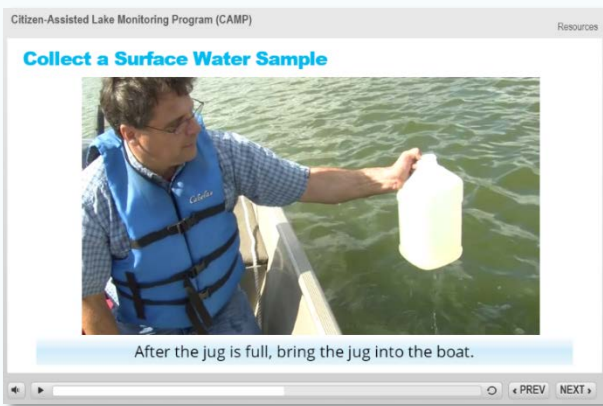 Citizen-Assisted Lake Monitoring Program (CAMP)
Resources
Collect a Surface Water Sample
Cabela's
After the jug is full, bring the jug into the boat.
‹ PREV
NEXT ›